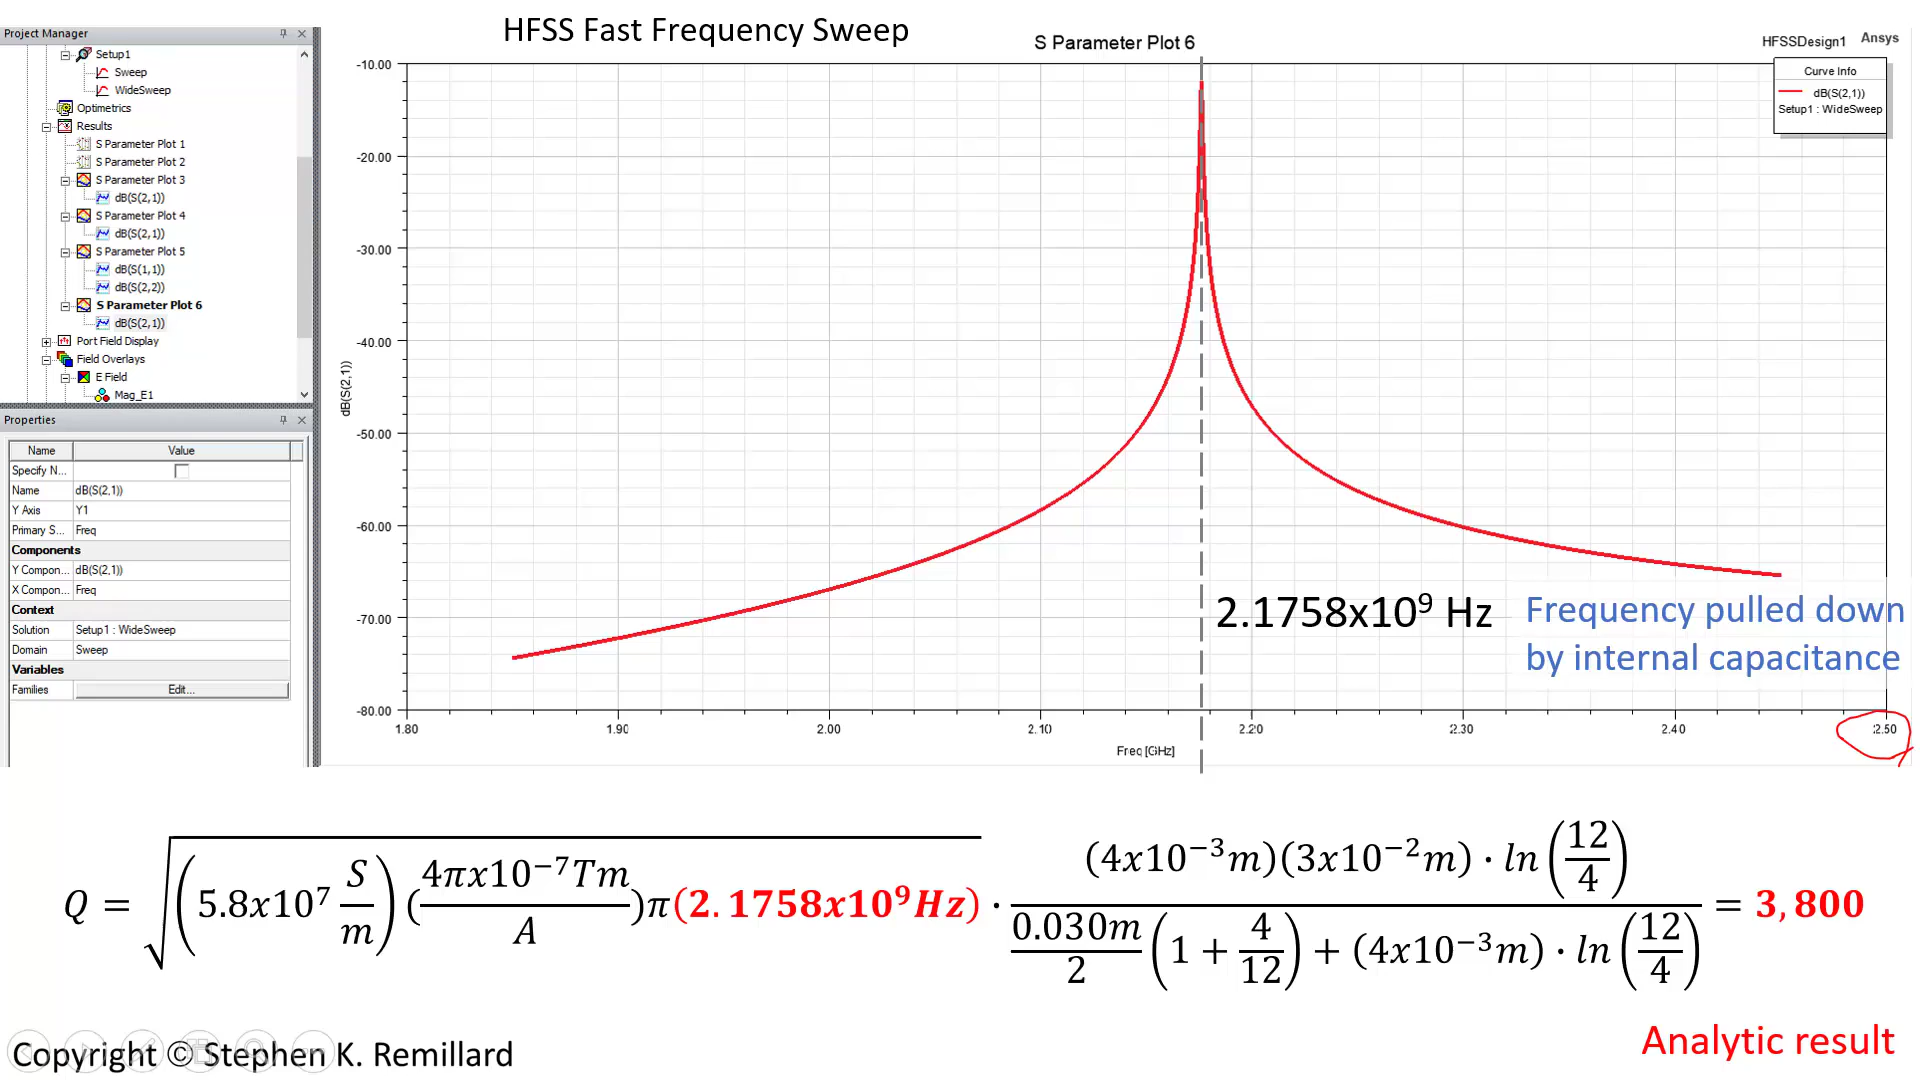 HFSS Fast Frequency Sweep
Project Manager
Setup1
Sweep
WideSweep
Optimetrics
Results
S Parameter Plot 1
S Parameter Plot 2
S Parameter Plot 3
dB(S(2,1))
S Parameter Plot 4
dB(S(2,1))
S Parameter Plot 5
dB(S(1,1))
dB(S(2,2))
S Parameter Plot 6
dB(S(2,1))
Port Field Display
Field Overlays
E Field
Mag_E1
Properties
Name Value
Specify N...
Name dB(S(2,1))
Y Axis Y1
Primary S... Freq
Components
Y Compon... dB(S(2,1))
X Compon... Freq
Context
Solution Setup1 : WideSweep
Domain Sweep
Variables
Families Edit...
S Parameter Plot 6
HFSSDesign1 Ansys
Curve Info
dB(S(2,1))
Setup1 : WideSweep
-10.00
-20.00
-30.00
-40.00
-50.00
-60.00
-70.00
-80.00
dB(S(2,1))
1.80 1.90 2.00 2.10 2.20 2.30 2.40 2.50
Freq [GHz]
2.1758x10⁹ Hz
Frequency pulled down
by internal capacitance
Q = √((5.8x10⁷ S/m)(4πx10⁻⁷Tm/A)π(2.1758x10⁹Hz)) · (4x10⁻³m)(3x10⁻²m) · ln(12/4) / (0.030m/2 (1 + 4/12) + (4x10⁻³m) · ln(12/4)) = 3,800
Copyright © Stephen K. Remillard
Analytic result